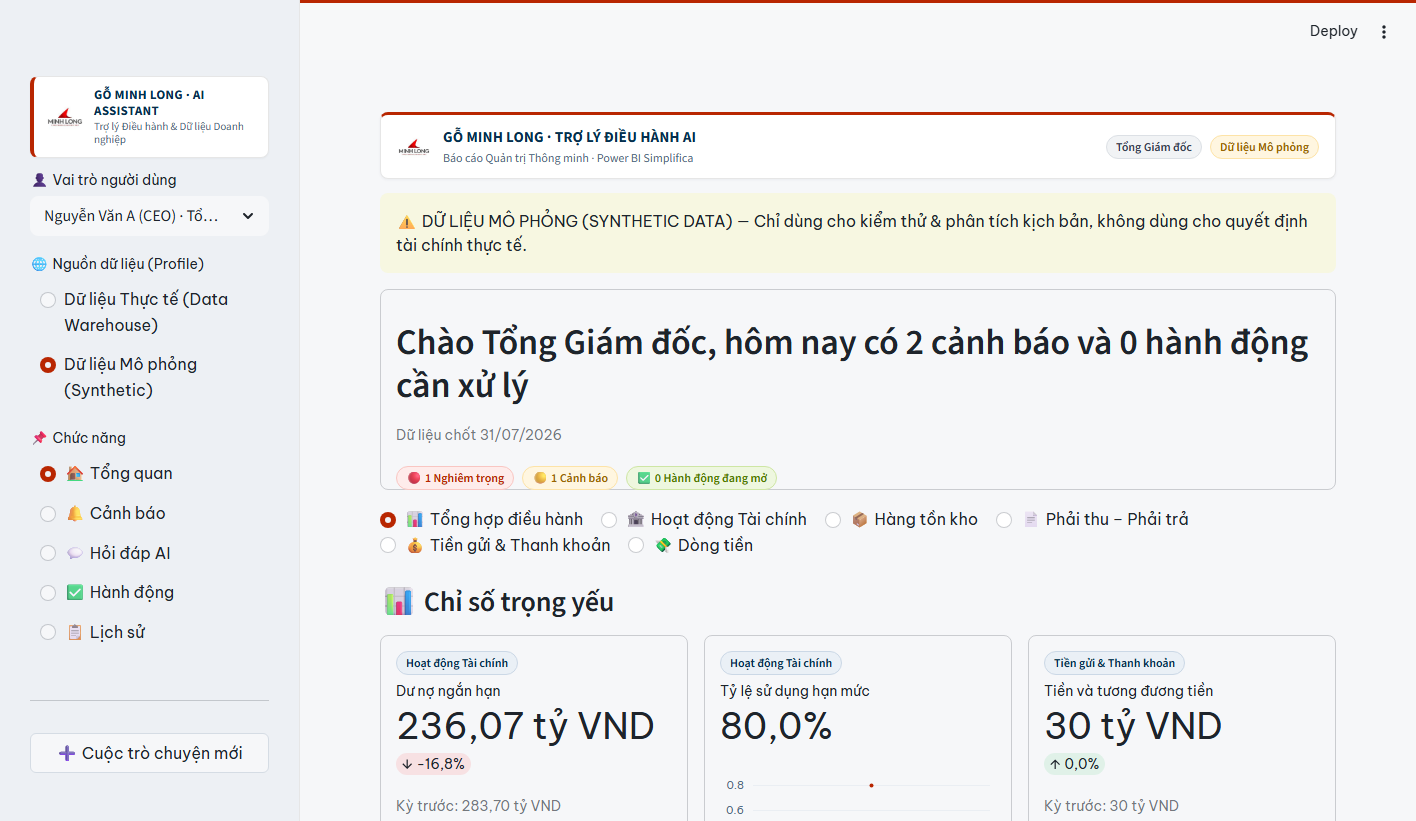 Deploy
MINH LONG
GỖ MINH LONG · AI
ASSISTANT
Trợ lý Điều hành & Dữ liệu Doanh
nghiệp
Vai trò người dùng
Nguyễn Văn A (CEO) · Tổ...
Nguồn dữ liệu (Profile)
Dữ liệu Thực tế (Data
Warehouse)
Dữ liệu Mô phỏng
(Synthetic)
Chức năng
Tổng quan
Cảnh báo
Hỏi đáp AI
Hành động
Lịch sử
Cuộc trò chuyện mới
MINH LONG
GỖ MINH LONG · TRỢ LÝ ĐIỀU HÀNH AI
Báo cáo Quản trị Thông minh · Power BI Simplifica
Tổng Giám đốc
Dữ liệu Mô phỏng
DỮ LIỆU MÔ PHỎNG (SYNTHETIC DATA) — Chỉ dùng cho kiểm thử & phân tích kịch bản, không dùng cho quyết định
tài chính thực tế.
Chào Tổng Giám đốc, hôm nay có 2 cảnh báo và 0 hành động
cần xử lý
Dữ liệu chốt 31/07/2026
1 Nghiêm trọng
1 Cảnh báo
0 Hành động đang mở
Tổng hợp điều hành
Hoạt động Tài chính
Hàng tồn kho
Phải thu – Phải trả
Tiền gửi & Thanh khoản
Dòng tiền
Chỉ số trọng yếu
Hoạt động Tài chính
Dư nợ ngắn hạn
236,07 tỷ VND
↓ -16,8%
Kỳ trước: 283,70 tỷ VND
Hoạt động Tài chính
Tỷ lệ sử dụng hạn mức
80,0%
0.8
0.6
Tiền gửi & Thanh khoản
Tiền và tương đương tiền
30 tỷ VND
↑ 0,0%
Kỳ trước: 30 tỷ VND